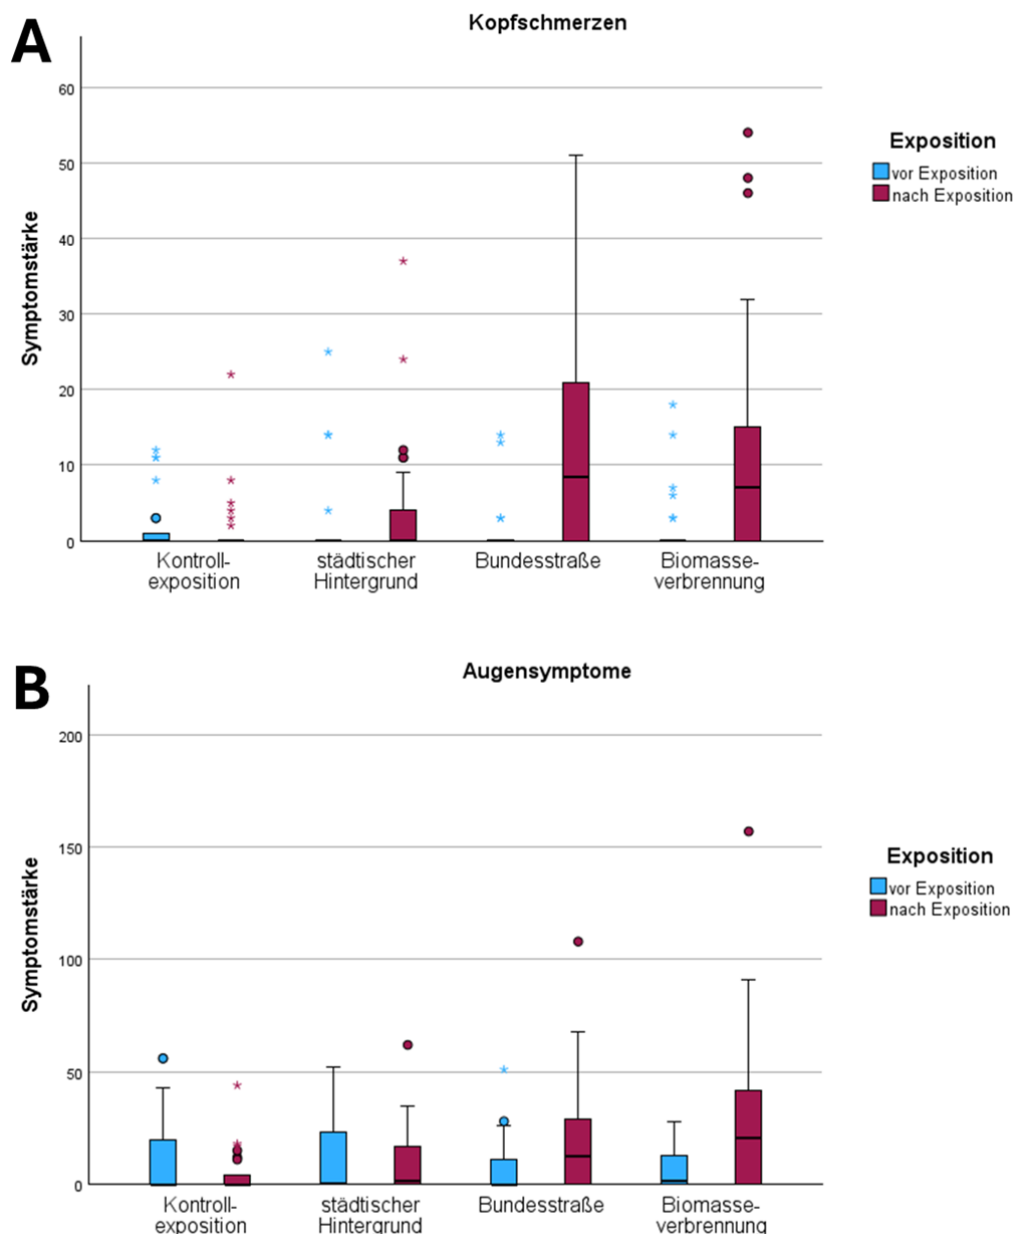 A
Kopfschmerzen
60
50
40
30
20
10
0
Symptomstärke
Kontroll-
exposition
städtischer
Hintergrund
Bundesstraße
Biomasse-
verbrennung
Exposition
vor Exposition
nach Exposition
B
Augensymptome
200
150
100
50
0
Symptomstärke
Kontroll-
exposition
städtischer
Hintergrund
Bundesstraße
Biomasse-
verbrennung
Exposition
vor Exposition
nach Exposition